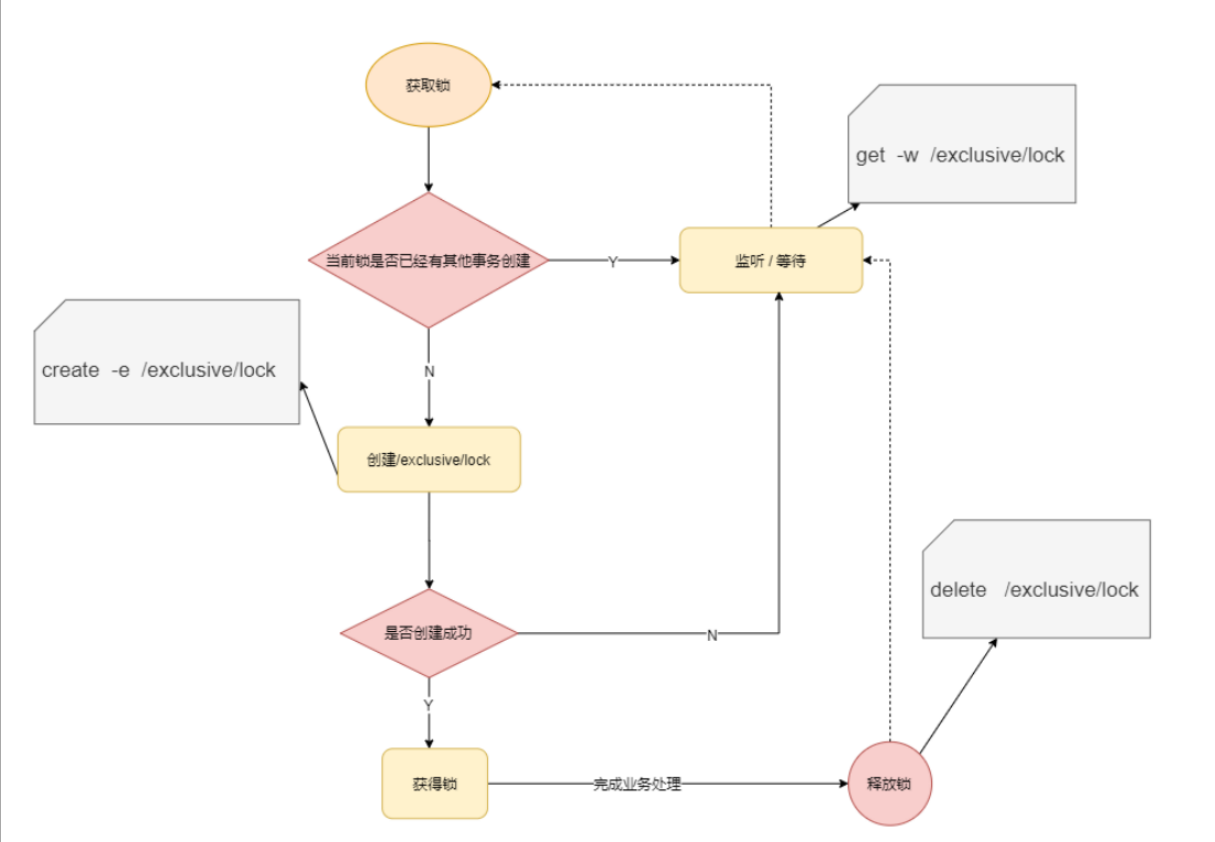 获取锁
get -w /exclusive/lock
当前锁是否已经有其他事务创建
Y
监听 / 等待
create -e /exclusive/lock
N
创建/exclusive/lock
delete /exclusive/lock
是否创建成功
N
Y
获得锁
完成业务处理
释放锁